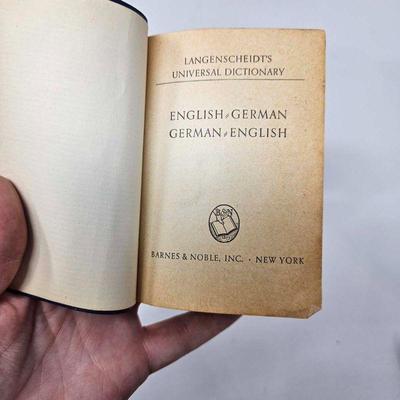 LANGENSCHEIDT'S
UNIVERSAL DICTIONARY
ENGLISH-GERMAN
GERMAN-ENGLISH
B&N
BARNES & NOBLE, INC. · NEW YORK